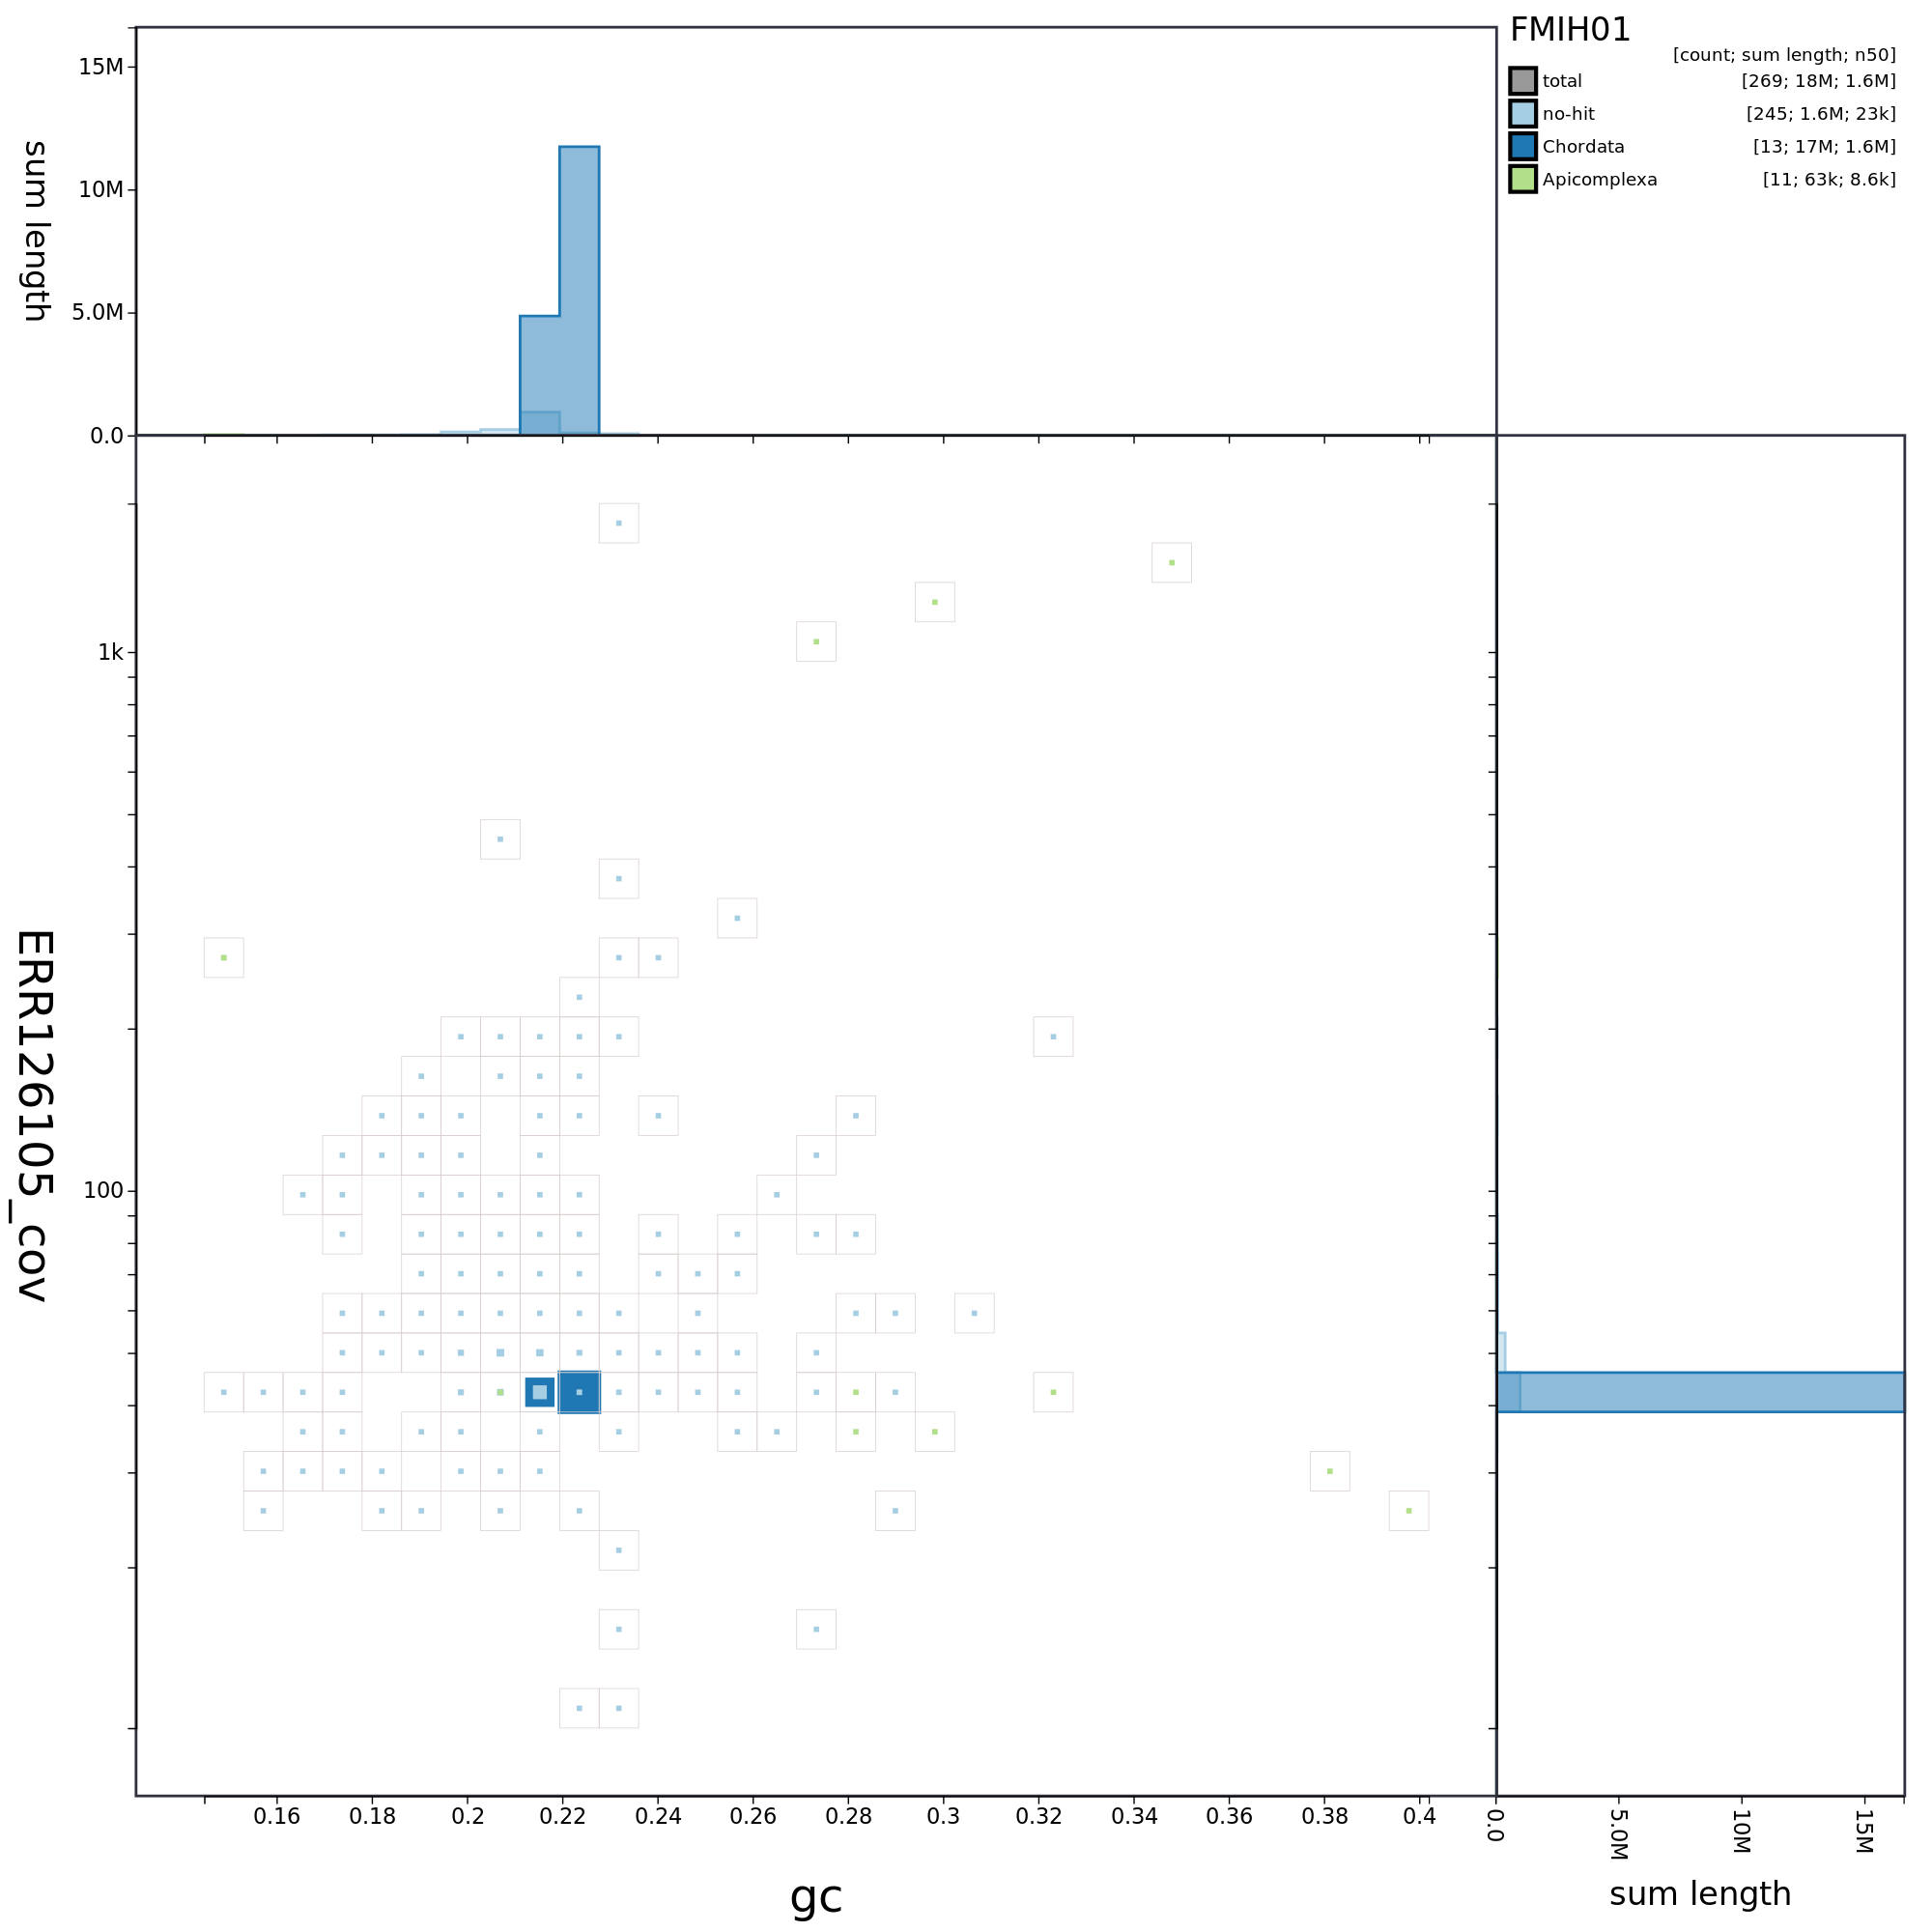 FMIH01
[count; sum length; n50]
total [269; 18M; 1.6M]
no-hit [245; 1.6M; 23k]
Chordata [13; 17M; 1.6M]
Apicomplexa [11; 63k; 8.6k]
sum length
15M
10M
5.0M
0.0
ERR126105_cov
1k
100
0.16 0.18 0.2 0.22 0.24 0.26 0.28 0.3 0.32 0.34 0.36 0.38 0.4
gc
0.0 5.0M 10M 15M
sum length